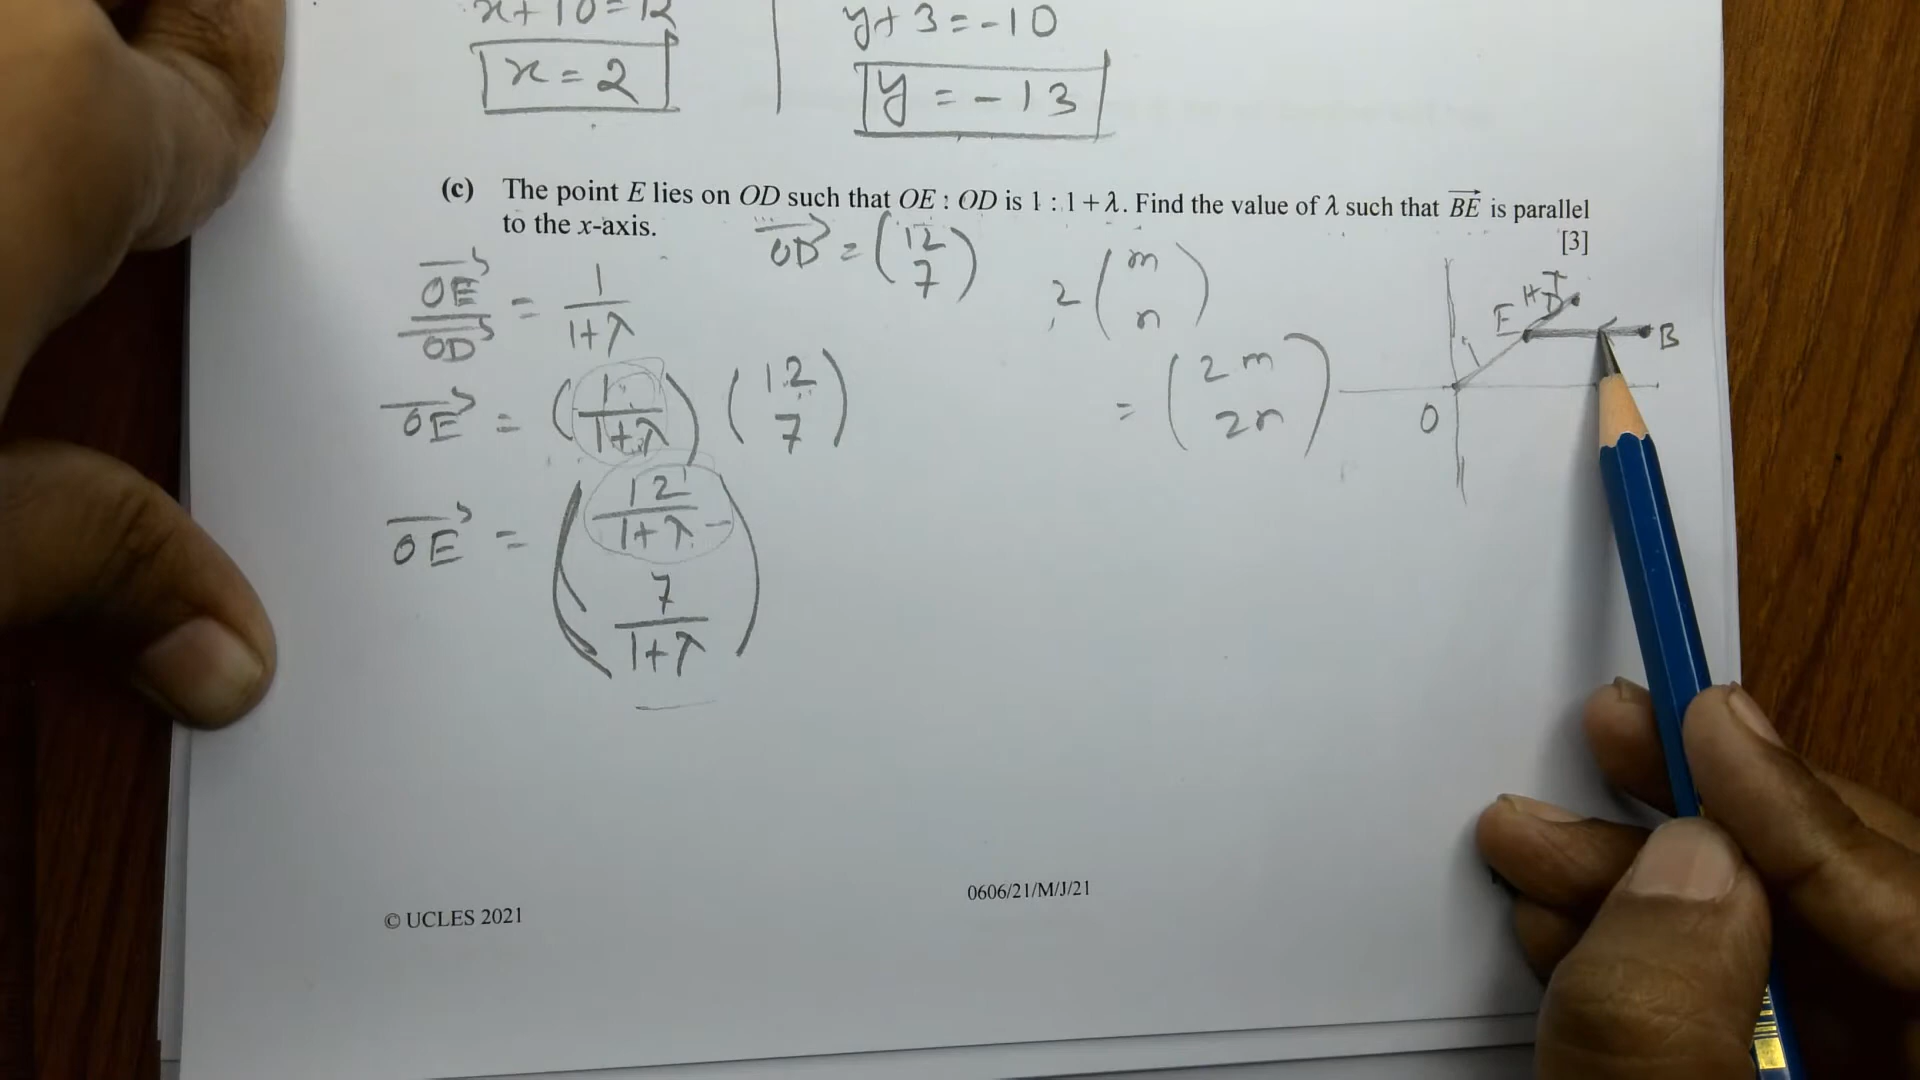 x+10=12
y+3=-10
x=2
y=-13
(c) The point E lies on OD such that OE : OD is 1 : 1+λ. Find the value of λ such that BE is parallel
to the x-axis.
[3]
OD = (12 7)
OE/OD = 1/1+λ
2 (m n)
OE = (1/1+λ) (12 7)
= (2m 2n)
E
D
B
O
OE = (12/1+λ 7/1+λ)
0606/21/M/J/21
© UCLES 2021